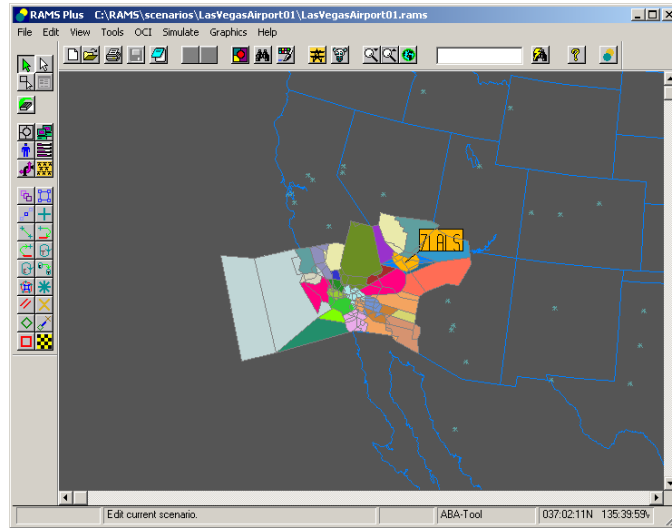 RAMS Plus C:\RAMS\scenarios\LasVegasAirport01\LasVegasAirport01.rams
File Edit View Tools OCI Simulate Graphics Help
ZLALS
Edit current scenario.
ABA-Tool
037:02:11N 135:39:59W